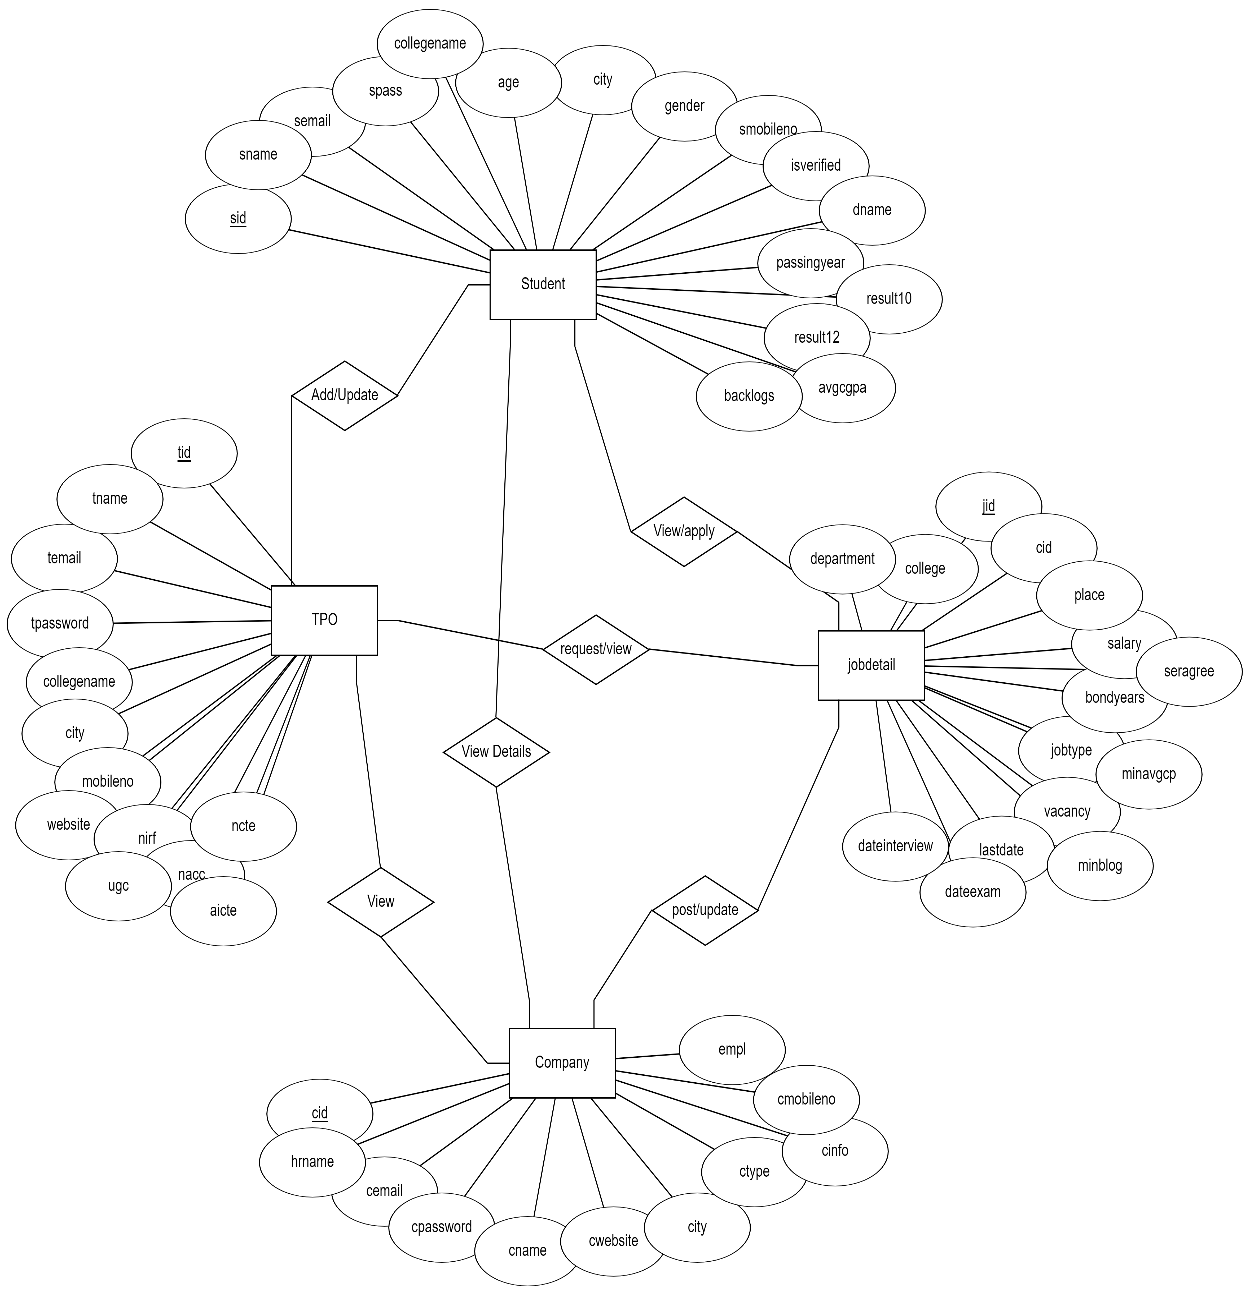 collegename
age
city
spass
gender
semail
smobileno
sname
isverified
sid
dname
passingyear
Student
result10
result12
Add/Update
backlogs
avgcgpa
tid
tname
jid
View/apply
temail
department
college
cid
place
tpassword
TPO
request/view
salary
jobdetail
seragree
collegename
bondyears
city
View Details
jobtype
mobileno
minavgcp
vacancy
website
nirf
ncte
dateinterview
lastdate
minblog
ugc
nacc
dateexam
aicte
View
post/update
empl
Company
cmobileno
cid
cinfo
hrname
ctype
cemail
cpassword
city
cwebsite
cname